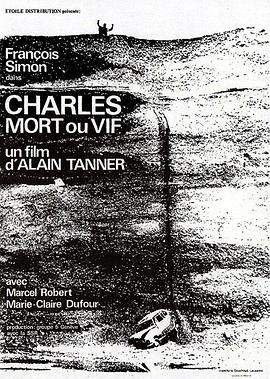 ETOILE DISTRIBUTION présente:
François
Simon
dans
CHARLES
MORT ou VIF
un film
d'ALAIN TANNER
avec
Marcel Robert
Marie-Claire Dufour
production: groupe 5 Genève
avec la SSR